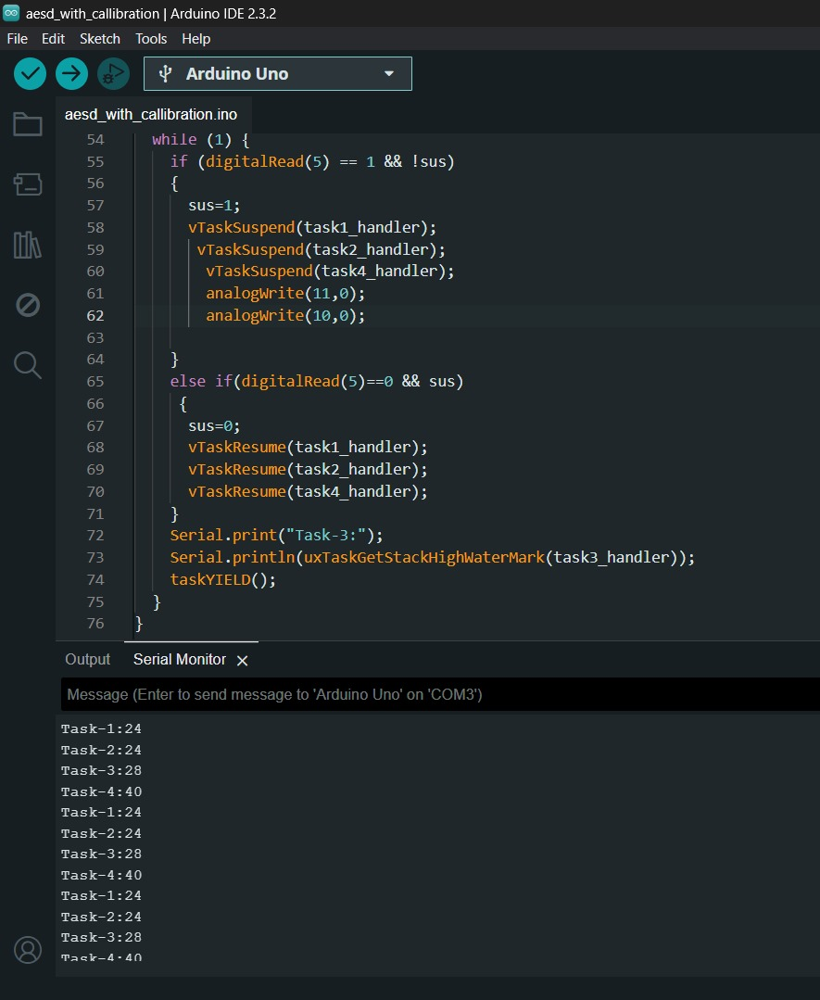 aesd_with_callibration | Arduino IDE 2.3.2
File Edit Sketch Tools Help
Arduino Uno
aesd_with_callibration.ino
54 while (1) {
55 if (digitalRead(5) == 1 && !sus)
56 {
57 sus=1;
58 vTaskSuspend(task1_handler);
59 vTaskSuspend(task2_handler);
60 vTaskSuspend(task4_handler);
61 analogWrite(11,0);
62 analogWrite(10,0);
63
64 }
65 else if(digitalRead(5)==0 && sus)
66 {
67 sus=0;
68 vTaskResume(task1_handler);
69 vTaskResume(task2_handler);
70 vTaskResume(task4_handler);
71 }
72 Serial.print("Task-3:");
73 Serial.println(uxTaskGetStackHighWaterMark(task3_handler));
74 taskYIELD();
75 }
76 }
Output Serial Monitor
Message (Enter to send message to 'Arduino Uno' on 'COM3')
Task-1:24
Task-2:24
Task-3:28
Task-4:40
Task-1:24
Task-2:24
Task-3:28
Task-4:40
Task-1:24
Task-2:24
Task-3:28
Task-4:40